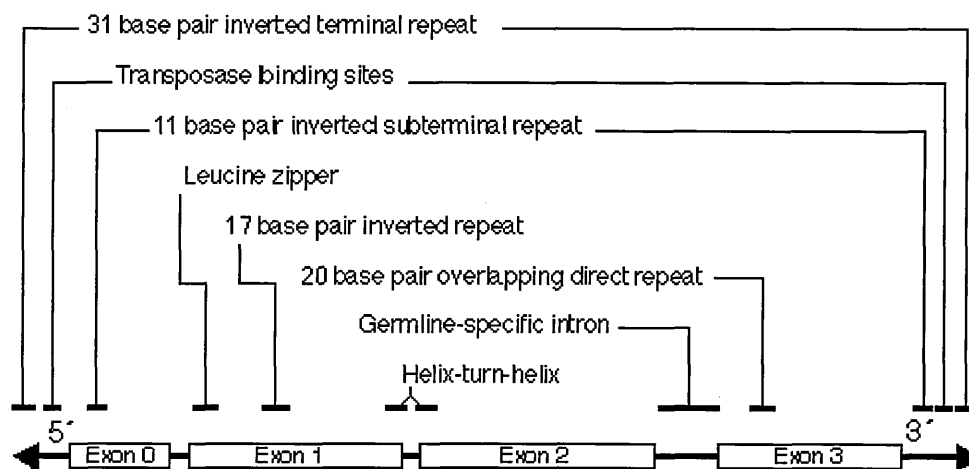 31 base pair inverted terminal repeat
Transposase binding sites
11 base pair inverted subterminal repeat
Leucine zipper
17 base pair inverted repeat
20 base pair overlapping direct repeat
Germline-specific intron
Helix-turn-helix
5´ 3´
Exon 0 Exon 1 Exon 2 Exon 3